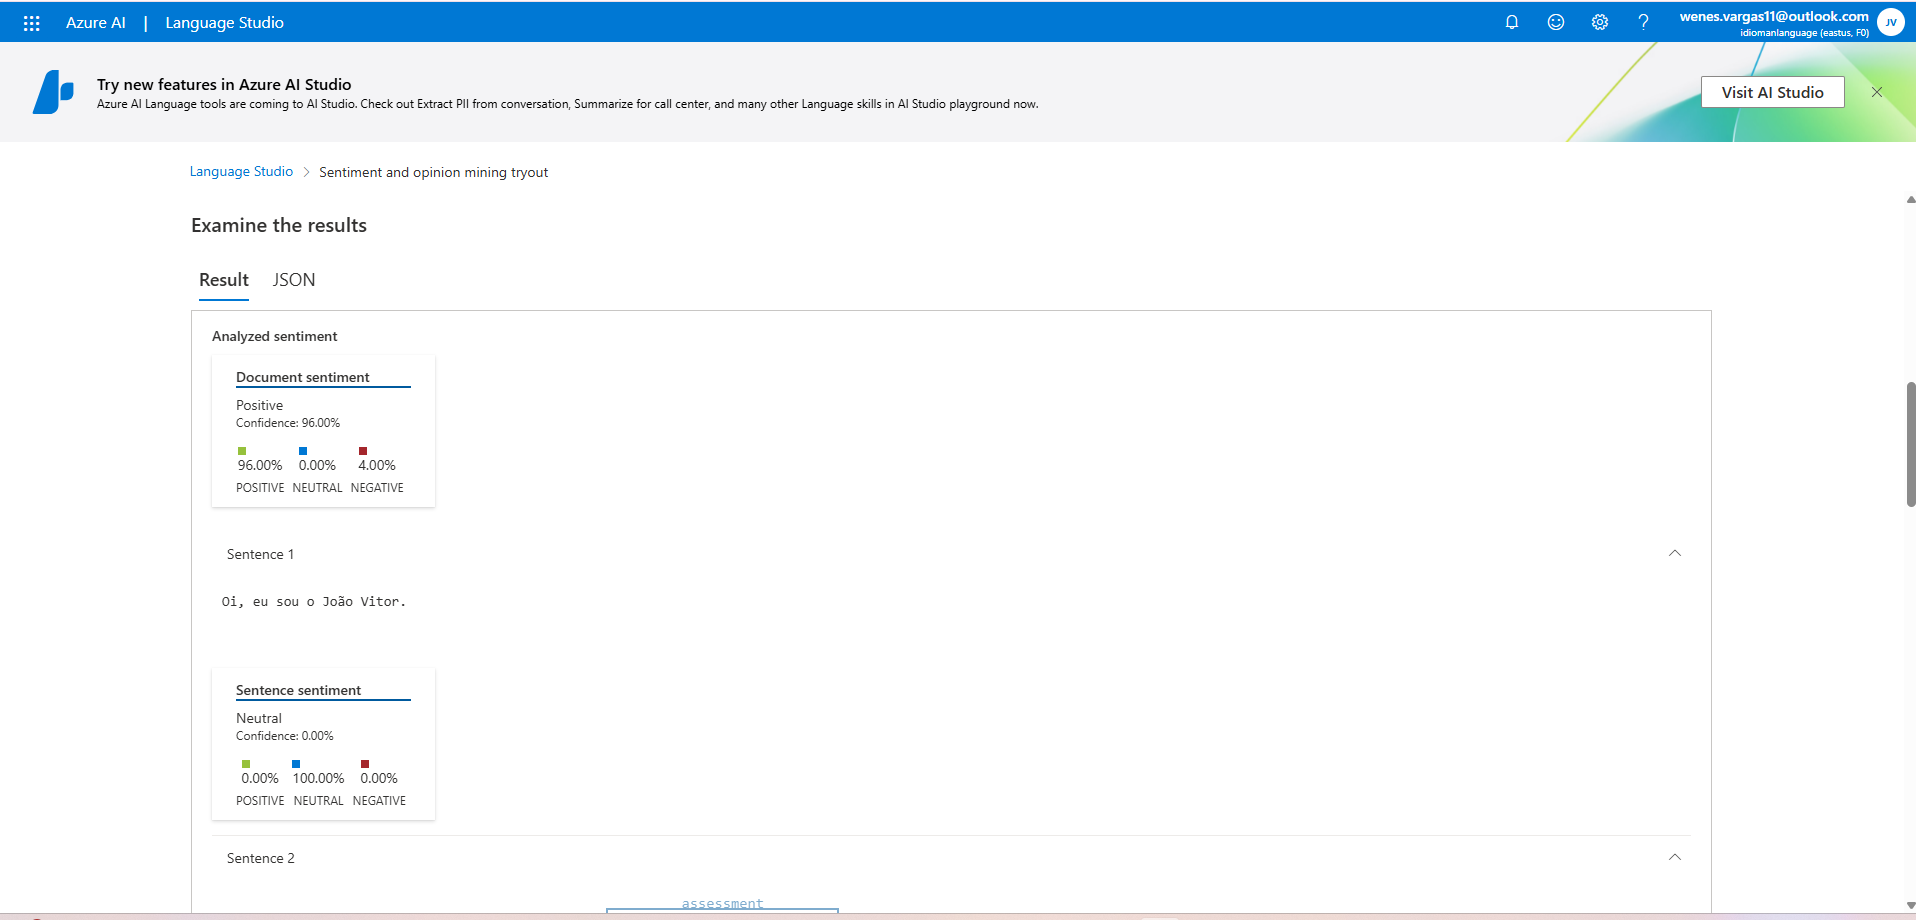 Azure AI | Language Studio
wenes.vargas11@outlook.com
idiomanlanguage (eastus, F0)
JV
Try new features in Azure AI Studio
Azure AI Language tools are coming to AI Studio. Check out Extract PII from conversation, Summarize for call center, and many other Language skills in AI Studio playground now.
Visit AI Studio
Language Studio > Sentiment and opinion mining tryout
Examine the results
Result JSON
Analyzed sentiment
Document sentiment
Positive
Confidence: 96.00%
96.00% 0.00% 4.00%
POSITIVE NEUTRAL NEGATIVE
Sentence 1
Oi, eu sou o João Vitor.
Sentence sentiment
Neutral
Confidence: 0.00%
0.00% 100.00% 0.00%
POSITIVE NEUTRAL NEGATIVE
Sentence 2
assessment